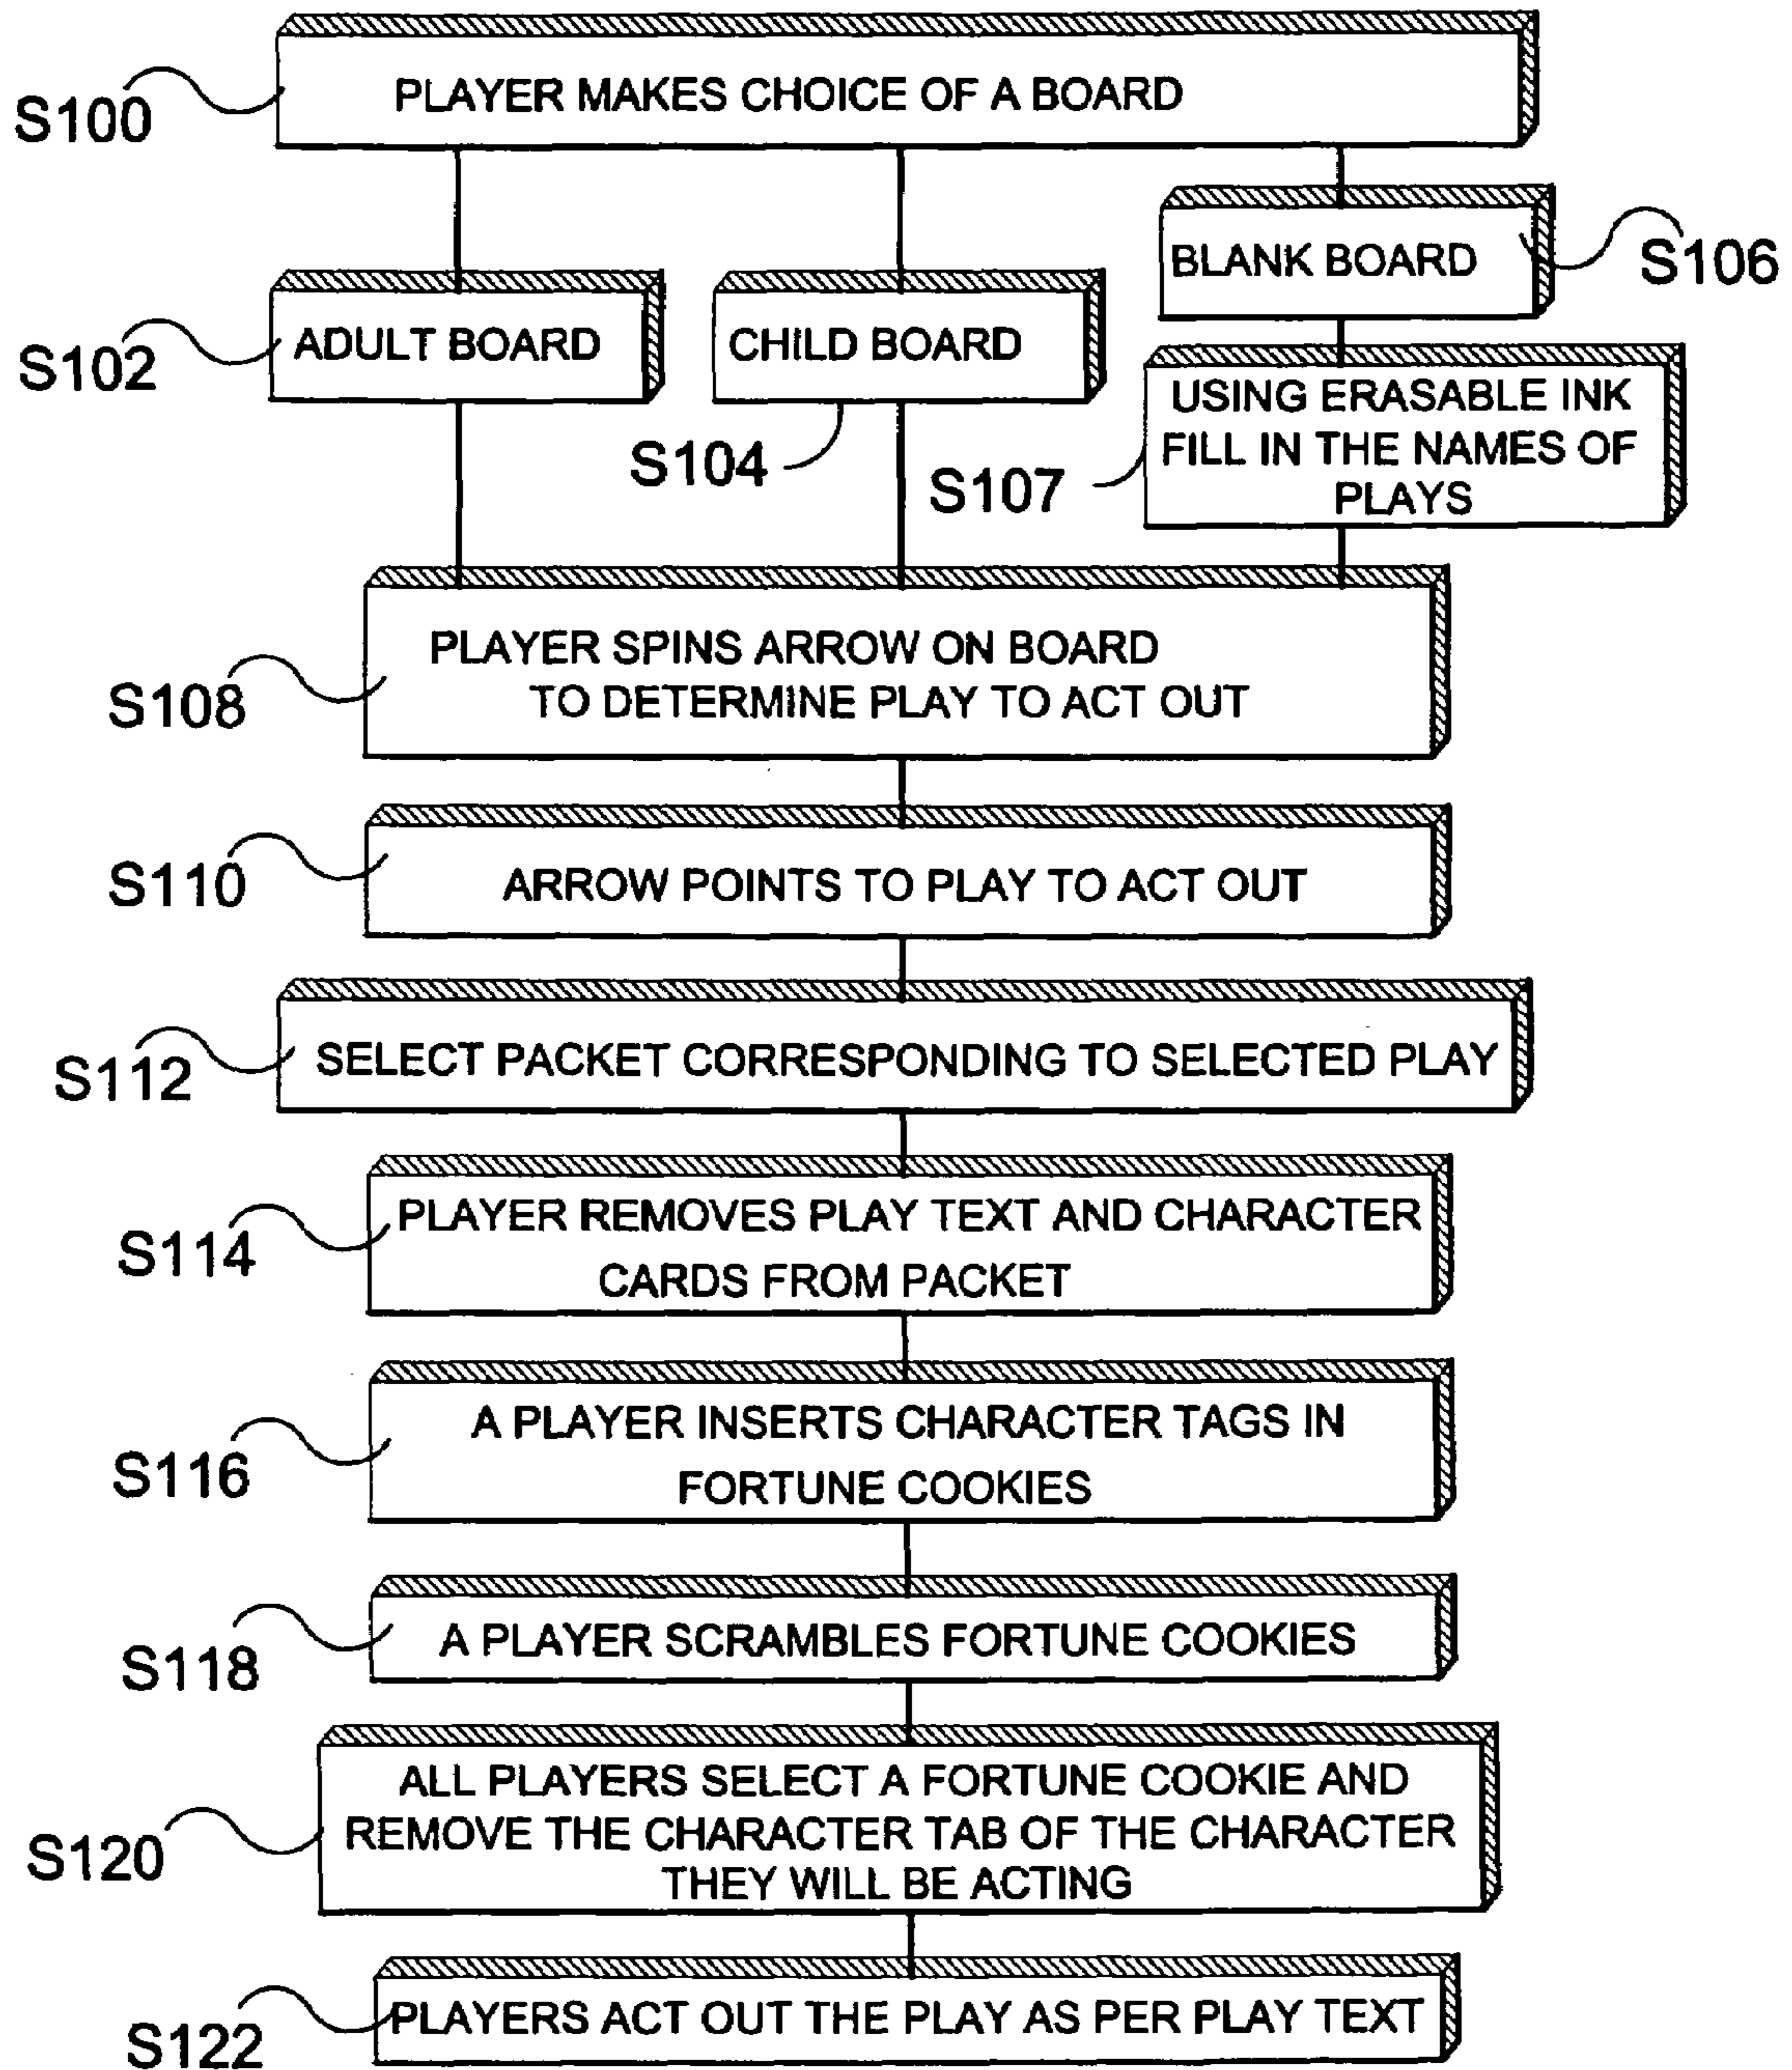 PLAYER MAKES CHOICE OF A BOARD
S100
BLANK BOARD
S106
ADULT BOARD
S102
CHILD BOARD
S104
USING ERASABLE INK
FILL IN THE NAMES OF
PLAYS
S107
PLAYER SPINS ARROW ON BOARD
TO DETERMINE PLAY TO ACT OUT
S108
ARROW POINTS TO PLAY TO ACT OUT
S110
SELECT PACKET CORRESPONDING TO SELECTED PLAY
S112
PLAYER REMOVES PLAY TEXT AND CHARACTER
CARDS FROM PACKET
S114
A PLAYER INSERTS CHARACTER TAGS IN
FORTUNE COOKIES
S116
A PLAYER SCRAMBLES FORTUNE COOKIES
S118
ALL PLAYERS SELECT A FORTUNE COOKIE AND
REMOVE THE CHARACTER TAB OF THE CHARACTER
THEY WILL BE ACTING
S120
PLAYERS ACT OUT THE PLAY AS PER PLAY TEXT
S122